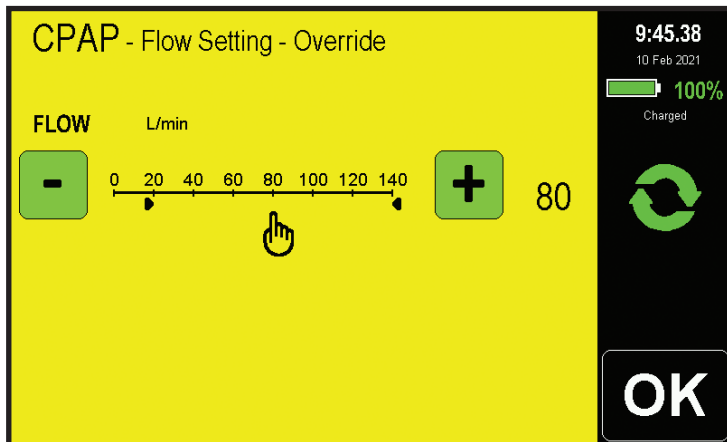 CPAP - Flow Setting - Override
9:45.38
10 Feb 2021
100%
Charged
FLOW L/min
-
0 20 40 60 80 100 120 140
+
80
OK